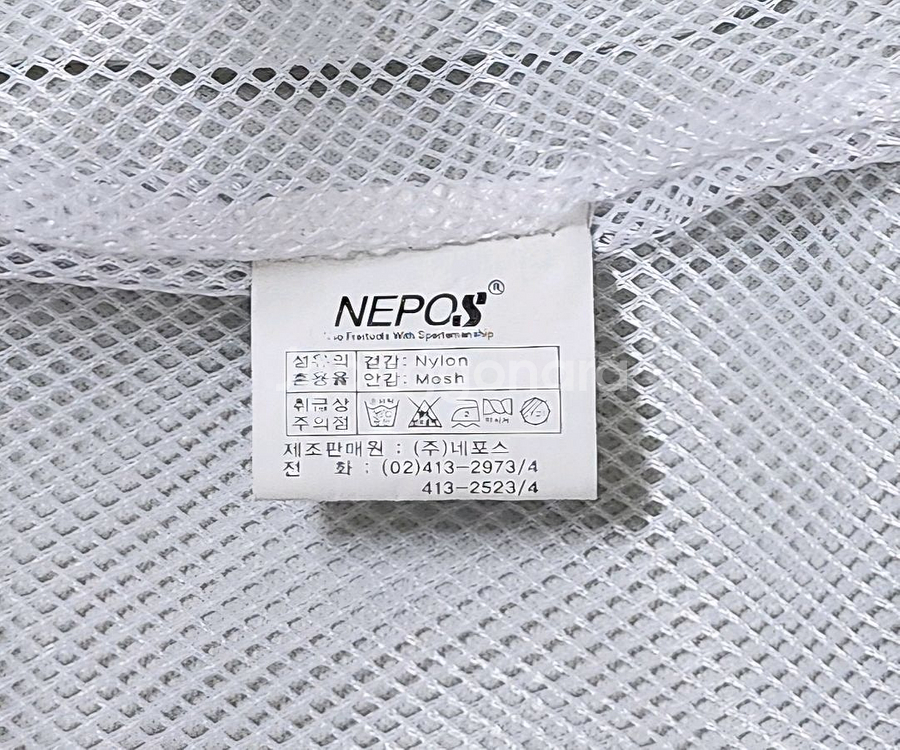 NEPOS®
With
섬유의 겉감: Nylon
혼용율 안감: Mesh
취급상
주의점
제조판매원 : (주)네포스
전 화 : (02)413-2973/4
413-2523/4